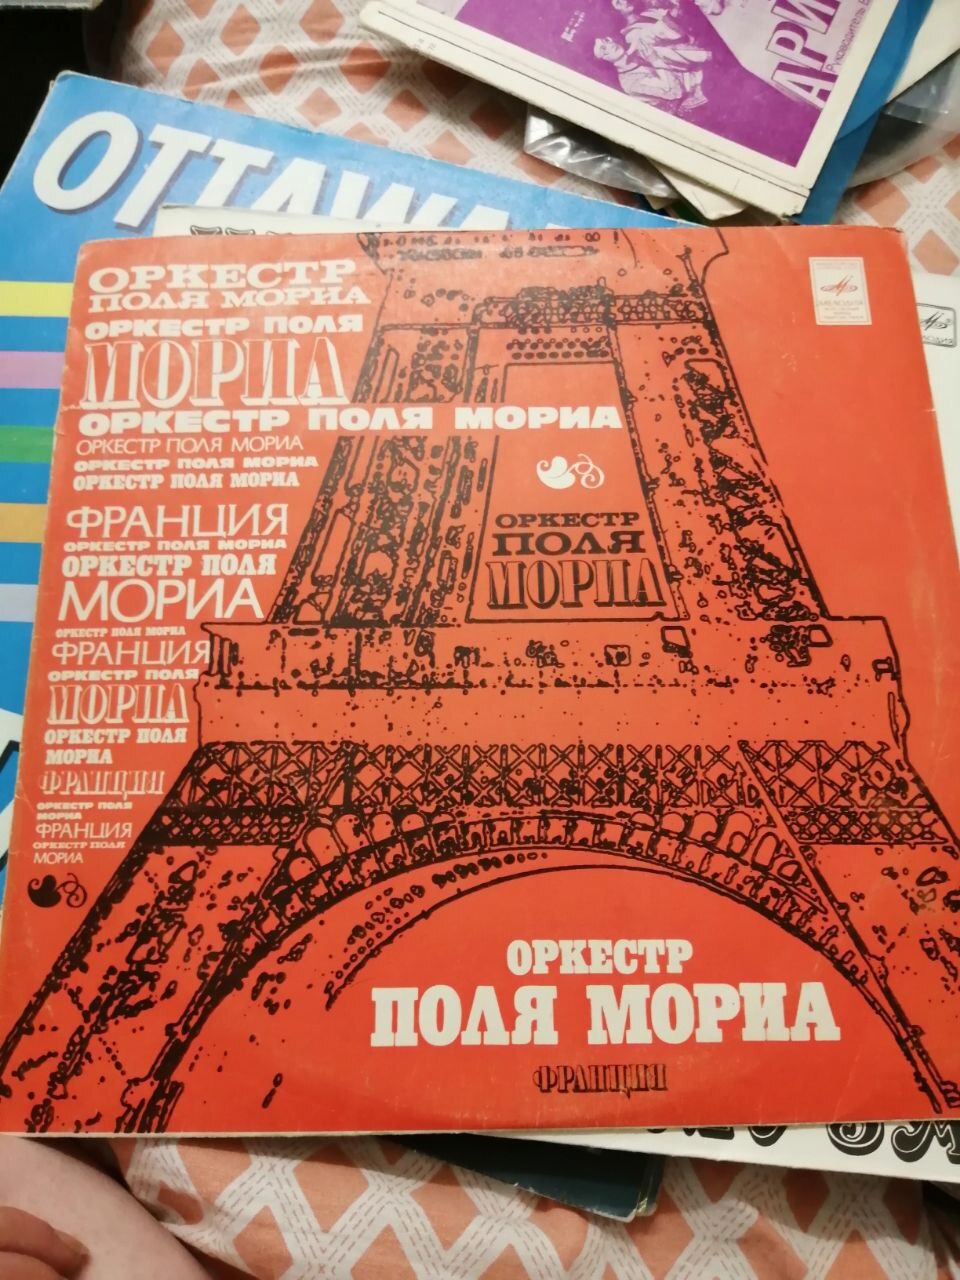 АРИ
Руководитель В
OTTAWA
ОРКЕСТР
ПОЛЯ МОРИА
ОРКЕСТР ПОЛЯ
МОРИА
ОРКЕСТР ПОЛЯ МОРИА
ОРКЕСТР ПОЛЯ МОРИА
ОРКЕСТР ПОЛЯ МОРИА
ОРКЕСТР ПОЛЯ МОРИА
ФРАНЦИЯ
ОРКЕСТР ПОЛЯ МОРИА
ОРКЕСТР ПОЛЯ
МОРИА
ОРКЕСТР ПОЛЯ МОРИА
ФРАНЦИЯ
ОРКЕСТР ПОЛЯ
МОРИА
ОРКЕСТР ПОЛЯ
МОРИА
ФРАНЦИЯ
ОРКЕСТР ПОЛЯ
МОРИА
ФРАНЦИЯ
ОРКЕСТР ПОЛЯ
МОРИА
МЕЛОДИЯ
ОРКЕСТР
ПОЛЯ
МОРИА
ОРКЕСТР
ПОЛЯ МОРИА
ФРАНЦИЯ